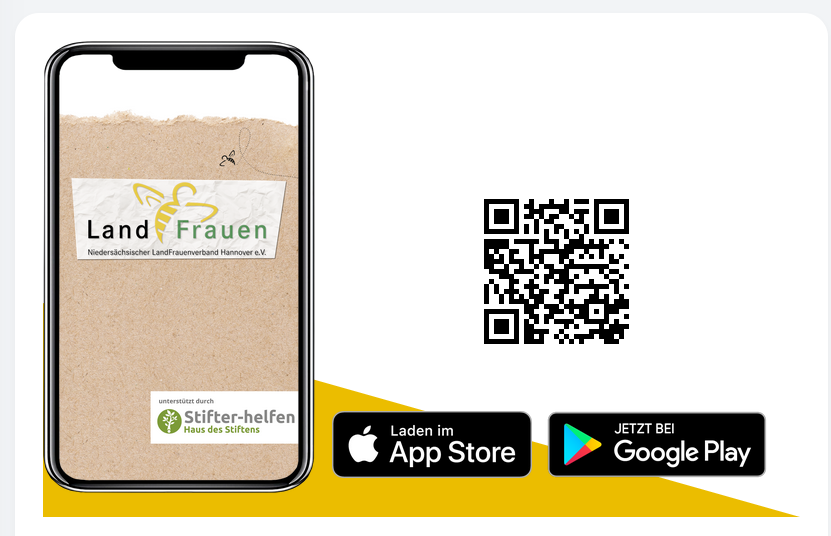 Land Frauen
Niedersächsischer LandFrauenverband Hannover e.V.
unterstützt durch
Stifter-helfen
Haus des Stiftens
Laden im
App Store
JETZT BEI
Google Play